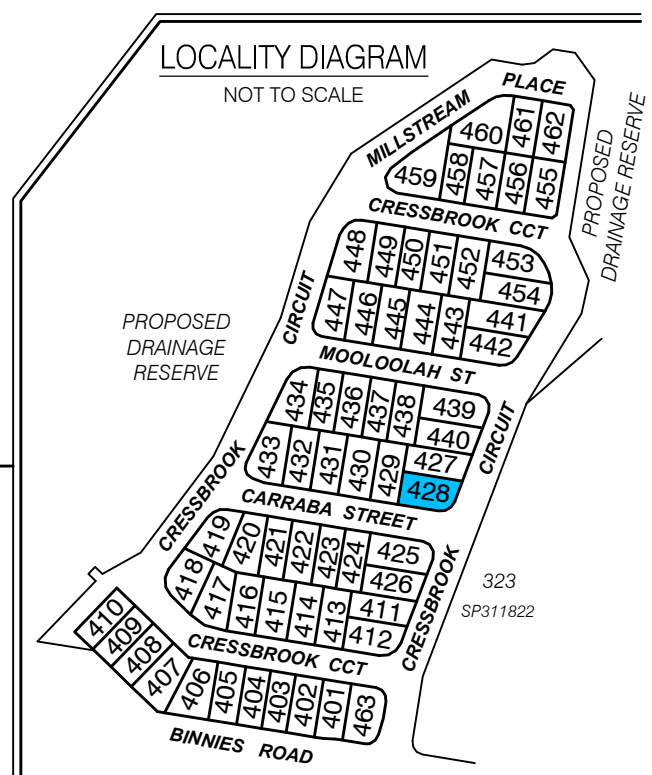 LOCALITY DIAGRAM
NOT TO SCALE
MILLSTREAM PLACE
460 461 462
459 458 457 456 455
PROPOSED
DRAINAGE RESERVE
CRESSBROOK CCT
448 449 450 451 452 453
454
447 446 445 444 443 441
442
CIRCUIT
PROPOSED
DRAINAGE
RESERVE
MOOLOOLAH ST
434 435 436 437 438 439
440
433 432 431 430 429 427
428
CIRCUIT
CRESSBROOK
CARRABA STREET
419 420 421 422 423 424 425
426
418 417 416 415 414 413 411
412
CRESSBROOK
323
SP311822
CRESSBROOK CCT
410
409
408
407 406 405 404 403 402 401 463
BINNIES ROAD